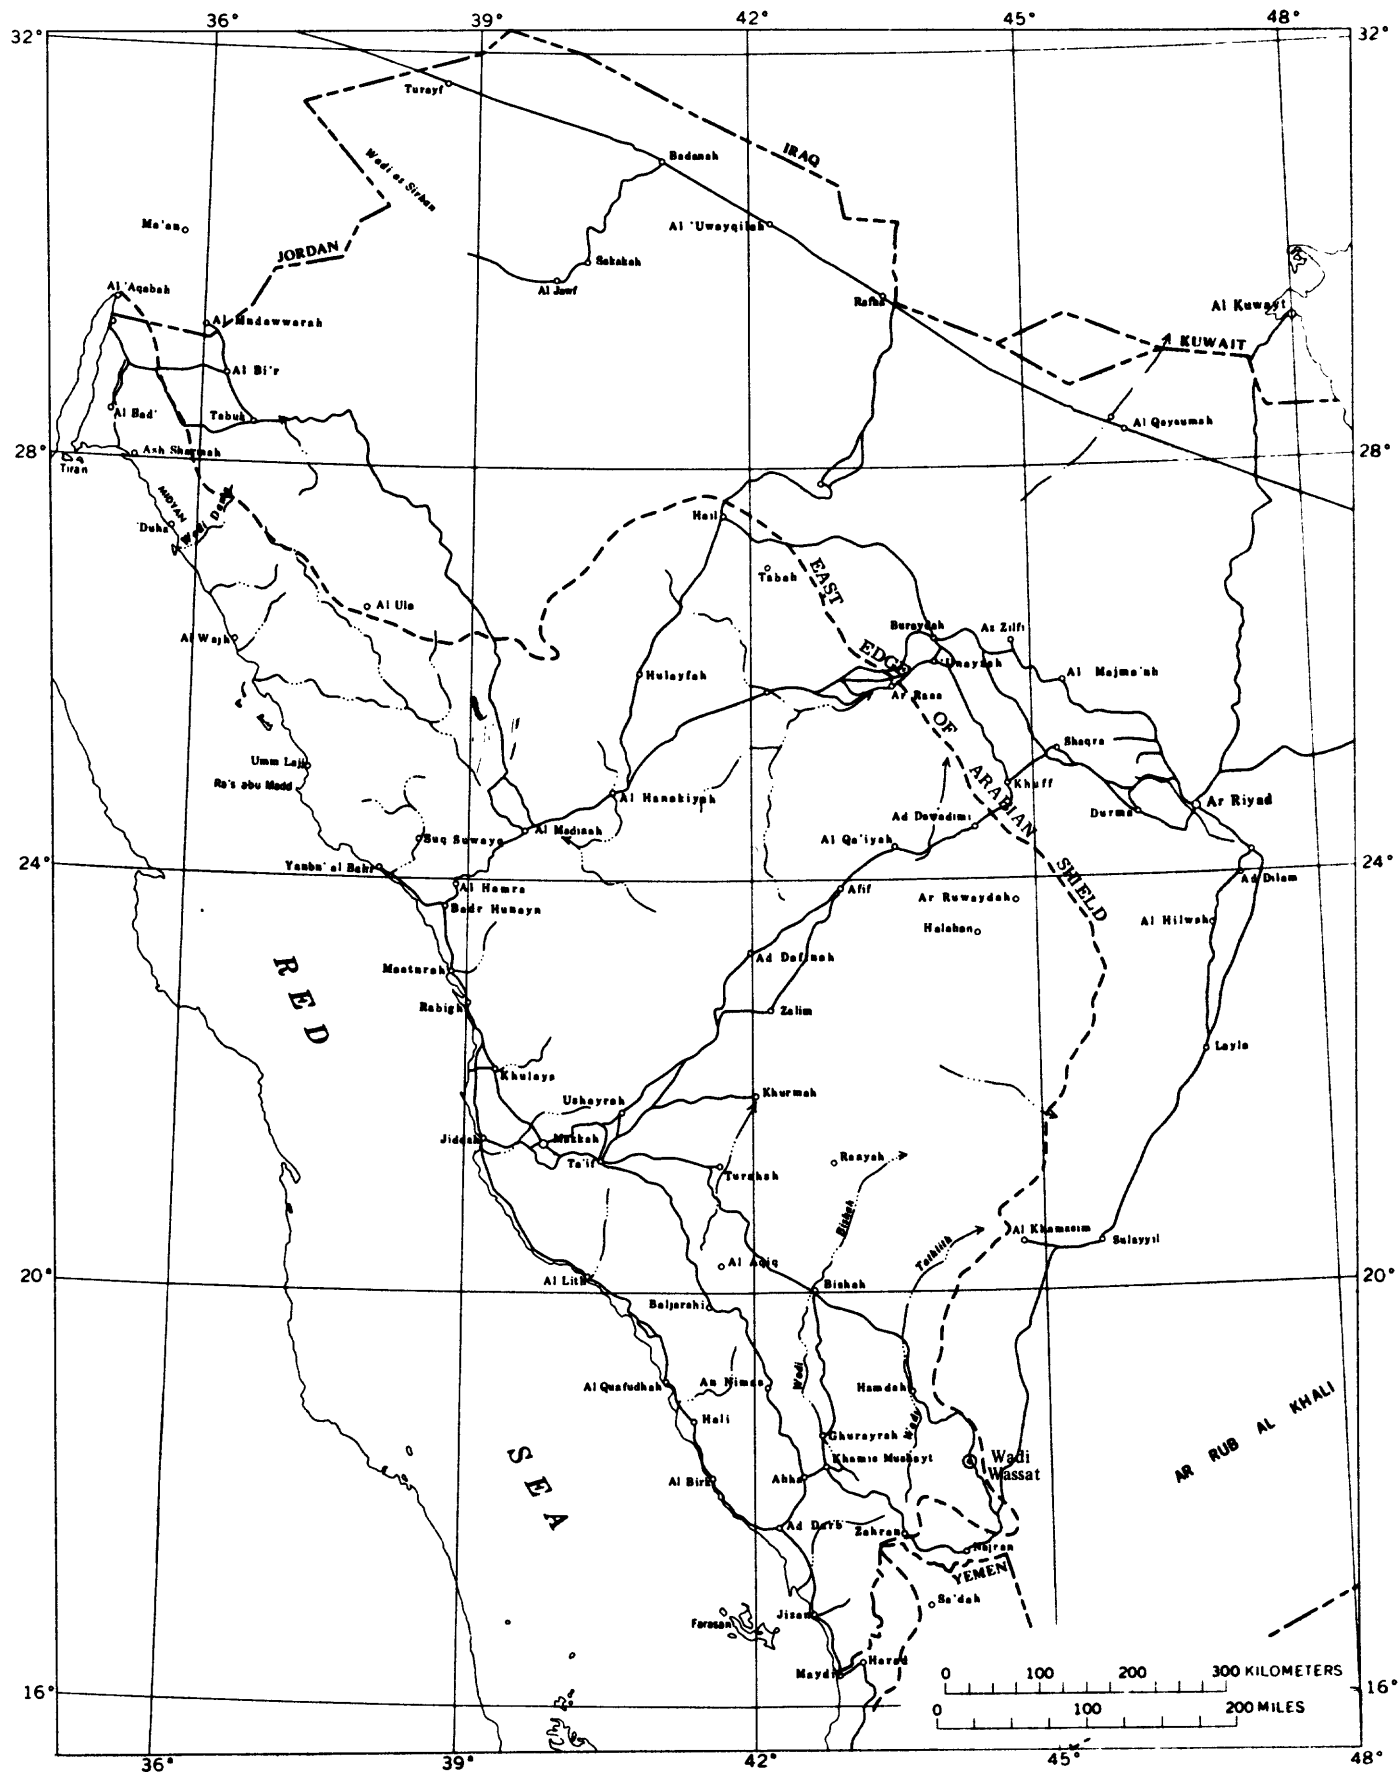 36°
39°
42°
45°
48°
32°
32°
Turayf
Wadi as Sirhan
Badanah
IRAQ
Ma'an
Al 'Uwayqilah
JORDAN
Sakakah
Al Jawf
Al 'Aqabah
Rafha
Al Kuwayt
Al Mudawwarah
KUWAIT
Al Bi'r
Al Bad'
Tabuk
Al Qaysumah
28°
Ash Sharmah
28°
Tiran
MIDYAN
Wadi Dama
Hail
Duba
EAST
Tabah
Al Ula
Al Wajh
Buraydah
Az Zilfi
EDGE
'Unayzah
Hulayfah
Al Majma'ah
Ar Rass
OF
Shaqra
Umm Lajj
Ra's abu Madd
ARABIAN
Khuff
Al Hanakiyah
Ar Riyad
Durma
Ad Dawadimi
Al Madinah
Suq Suwayq
Al Qa'iyah
24°
Yanbu' al Bahr
SHIELD
24°
Ad Dilam
Al Hamra
Afif
Ar Ruwaydah
Badr Hunayn
Al Hilwah
Halaban
RED
Ad Dafinah
Masturah
Rabigh
Zalim
Layla
Khulays
Ushayrah
Khurmah
Jiddah
Makkah
Ta'if
Ranyah
Turabah
Bishah
Al Khamasim
Sulayyil
Tathlith
Al Aqiq
20°
Al Lith
Bishah
20°
Baljarshi
Al Qunfudhah
An Nimas
Wadi
Hamdah
Hali
Wadi
AR RUB AL KHALI
Ghurayrah
SEA
Khamis Mushayt
Wadi
Wassat
Al Birk
Abha
Ad Darb
Zahran
Najran
YEMEN
Sa'dah
Farasan
Jizan
Maydi
Harad
0 100 200 300 KILOMETERS
16°
16°
0 100 200 MILES
36°
39°
42°
45°
48°